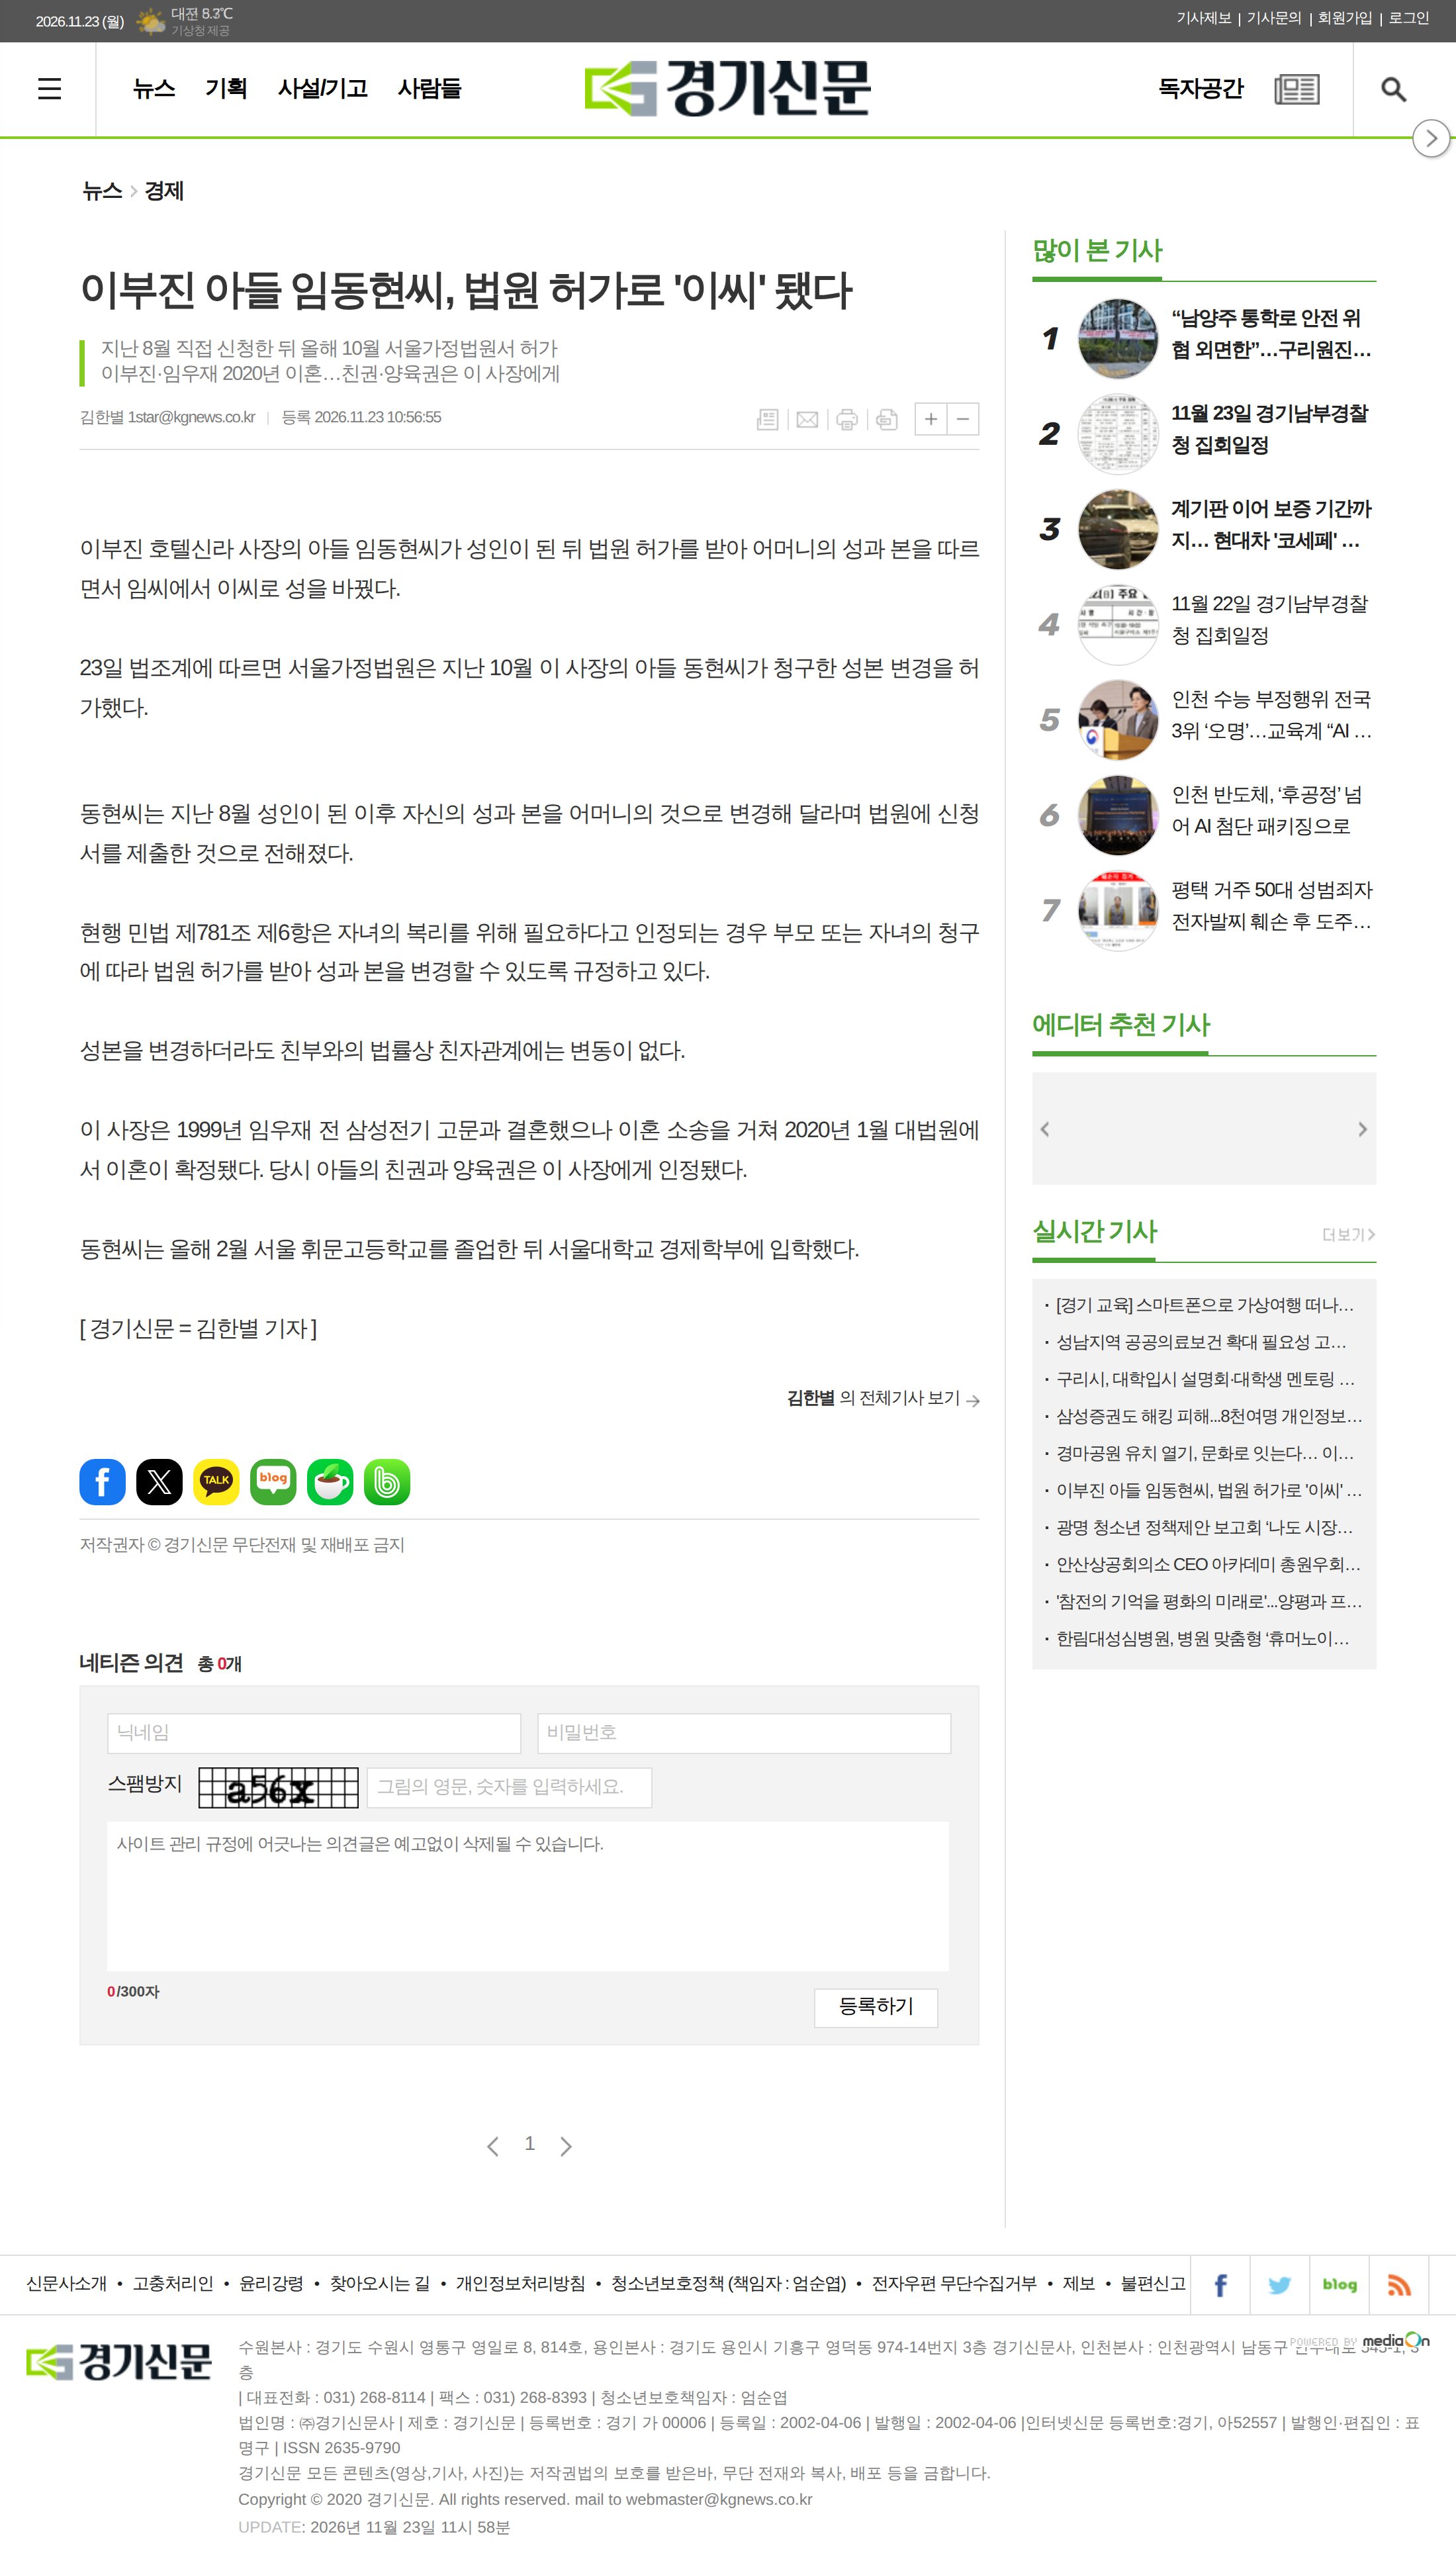 2026.11.23 (월)
대전 8.3℃
기상청 제공
기사제보 | 기사문의 | 회원가입 | 로그인
뉴스 기획 사설/기고 사람들
경기신문
독자공간
뉴스 > 경제
이부진 아들 임동현씨, 법원 허가로 '이씨' 됐다
지난 8월 직접 신청한 뒤 올해 10월 서울가정법원서 허가
이부진·임우재 2020년 이혼…친권·양육권은 이 사장에게
김한별 1star@kgnews.co.kr | 등록 2026.11.23 10:56:55
이부진 호텔신라 사장의 아들 임동현씨가 성인이 된 뒤 법원 허가를 받아 어머니의 성과 본을 따르
면서 임씨에서 이씨로 성을 바꿨다.
23일 법조계에 따르면 서울가정법원은 지난 10월 이 사장의 아들 동현씨가 청구한 성본 변경을 허
가했다.
동현씨는 지난 8월 성인이 된 이후 자신의 성과 본을 어머니의 것으로 변경해 달라며 법원에 신청
서를 제출한 것으로 전해졌다.
현행 민법 제781조 제6항은 자녀의 복리를 위해 필요하다고 인정되는 경우 부모 또는 자녀의 청구
에 따라 법원 허가를 받아 성과 본을 변경할 수 있도록 규정하고 있다.
성본을 변경하더라도 친부와의 법률상 친자관계에는 변동이 없다.
이 사장은 1999년 임우재 전 삼성전기 고문과 결혼했으나 이혼 소송을 거쳐 2020년 1월 대법원에
서 이혼이 확정됐다. 당시 아들의 친권과 양육권은 이 사장에게 인정됐다.
동현씨는 올해 2월 서울 휘문고등학교를 졸업한 뒤 서울대학교 경제학부에 입학했다.
[ 경기신문 = 김한별 기자 ]
김한별 의 전체기사 보기
TALK
blog
저작권자 © 경기신문 무단전재 및 재배포 금지
네티즌 의견 총 0개
닉네임
비밀번호
스팸방지
a56x
그림의 영문, 숫자를 입력하세요.
사이트 관리 규정에 어긋나는 의견글은 예고없이 삭제될 수 있습니다.
0/300자
등록하기
1
많이 본 기사
1
“남양주 통학로 안전 위
협 외면한”…구리원진…
2
11월 23일 경기남부경찰
청 집회일정
3
계기판 이어 보증 기간까
지… 현대차 '코세페' …
4
11월 22일 경기남부경찰
청 집회일정
5
인천 수능 부정행위 전국
3위 ‘오명’…교육계 “AI …
6
인천 반도체, ‘후공정’ 넘
어 AI 첨단 패키징으로
7
평택 거주 50대 성범죄자
전자발찌 훼손 후 도주…
에디터 추천 기사
실시간 기사
더보기
· [경기 교육] 스마트폰으로 가상여행 떠나…
· 성남지역 공공의료보건 확대 필요성 고…
· 구리시, 대학입시 설명회·대학생 멘토링 …
· 삼성증권도 해킹 피해...8천여명 개인정보…
· 경마공원 유치 열기, 문화로 잇는다… 이…
· 이부진 아들 임동현씨, 법원 허가로 '이씨' …
· 광명 청소년 정책제안 보고회 ‘나도 시장…
· 안산상공회의소 CEO 아카데미 총원우회…
· '참전의 기억을 평화의 미래로'...양평과 프…
· 한림대성심병원, 병원 맞춤형 ‘휴머노이…
신문사소개 • 고충처리인 • 윤리강령 • 찾아오시는 길 • 개인정보처리방침 • 청소년보호정책 (책임자 : 엄순엽) • 전자우편 무단수집거부 • 제보 • 불편신고
blog
경기신문
수원본사 : 경기도 수원시 영통구 영일로 8, 814호, 용인본사 : 경기도 용인시 기흥구 영덕동 974-14번지 3층 경기신문사, 인천본사 : 인천광역시 남동구
POWERED BY mediaOn
층
| 대표전화 : 031) 268-8114 | 팩스 : 031) 268-8393 | 청소년보호책임자 : 엄순엽
법인명 : ㈜경기신문사 | 제호 : 경기신문 | 등록번호 : 경기 가 00006 | 등록일 : 2002-04-06 | 발행일 : 2002-04-06 |인터넷신문 등록번호:경기, 아52557 | 발행인·편집인 : 표
명구 | ISSN 2635-9790
경기신문 모든 콘텐츠(영상,기사, 사진)는 저작권법의 보호를 받은바, 무단 전재와 복사, 배포 등을 금합니다.
Copyright © 2020 경기신문. All rights reserved. mail to webmaster@kgnews.co.kr
UPDATE: 2026년 11월 23일 11시 58분